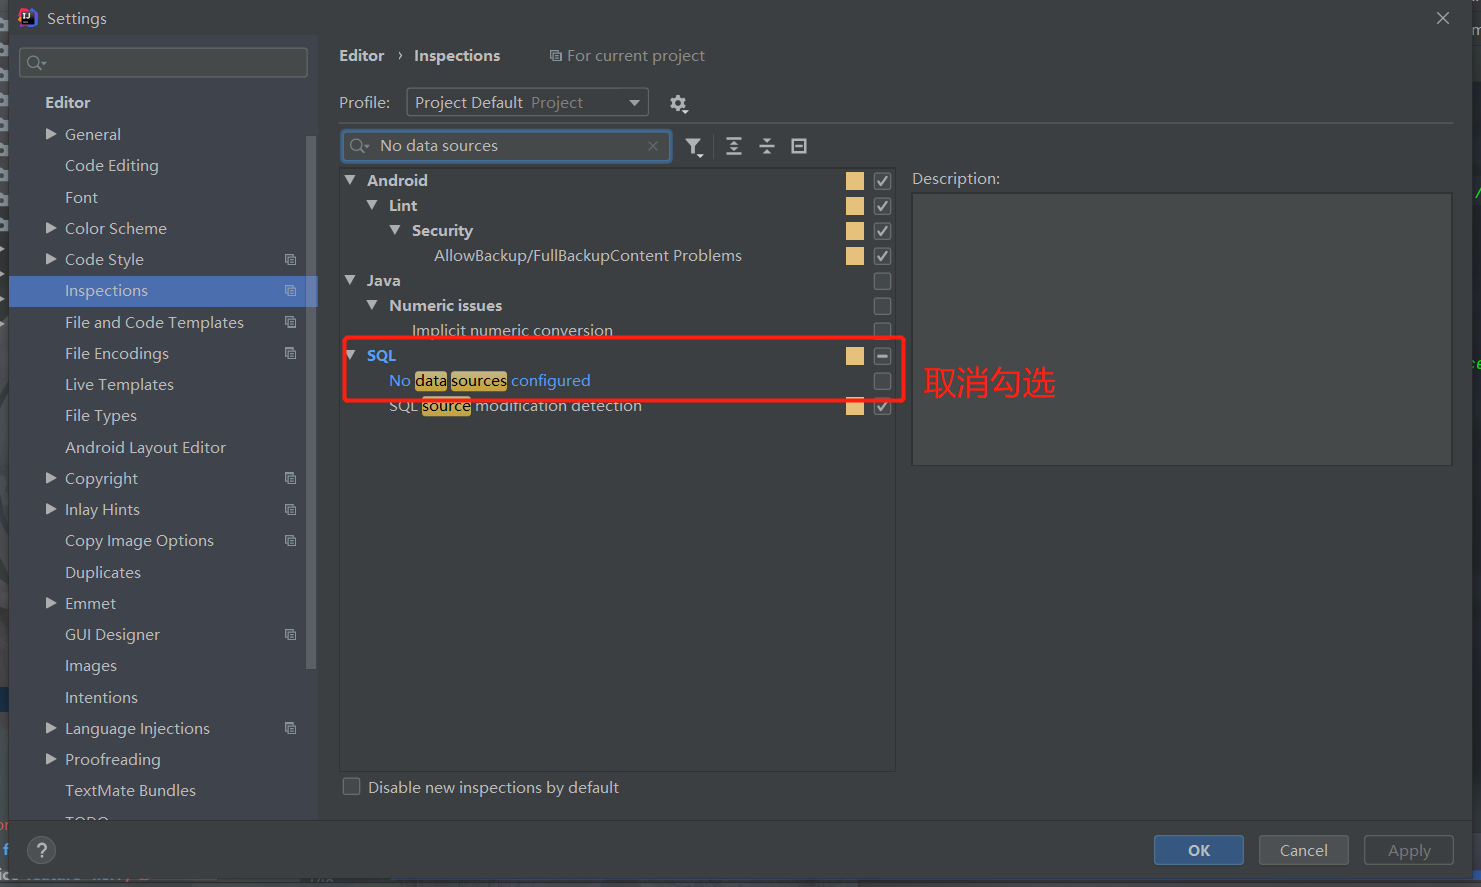 Settings
Editor › Inspections For current project
Profile: Project Default Project
No data sources
Editor
General
Code Editing
Font
Color Scheme
Code Style
Inspections
File and Code Templates
File Encodings
Live Templates
File Types
Android Layout Editor
Copyright
Inlay Hints
Copy Image Options
Duplicates
Emmet
GUI Designer
Images
Intentions
Language Injections
Proofreading
TextMate Bundles
TODO
Android
Lint
Security
AllowBackup/FullBackupContent Problems
Java
Numeric issues
Implicit numeric conversion
SQL
No data sources configured
SQL source modification detection
取消勾选
Description:
Disable new inspections by default
?
OK Cancel Apply